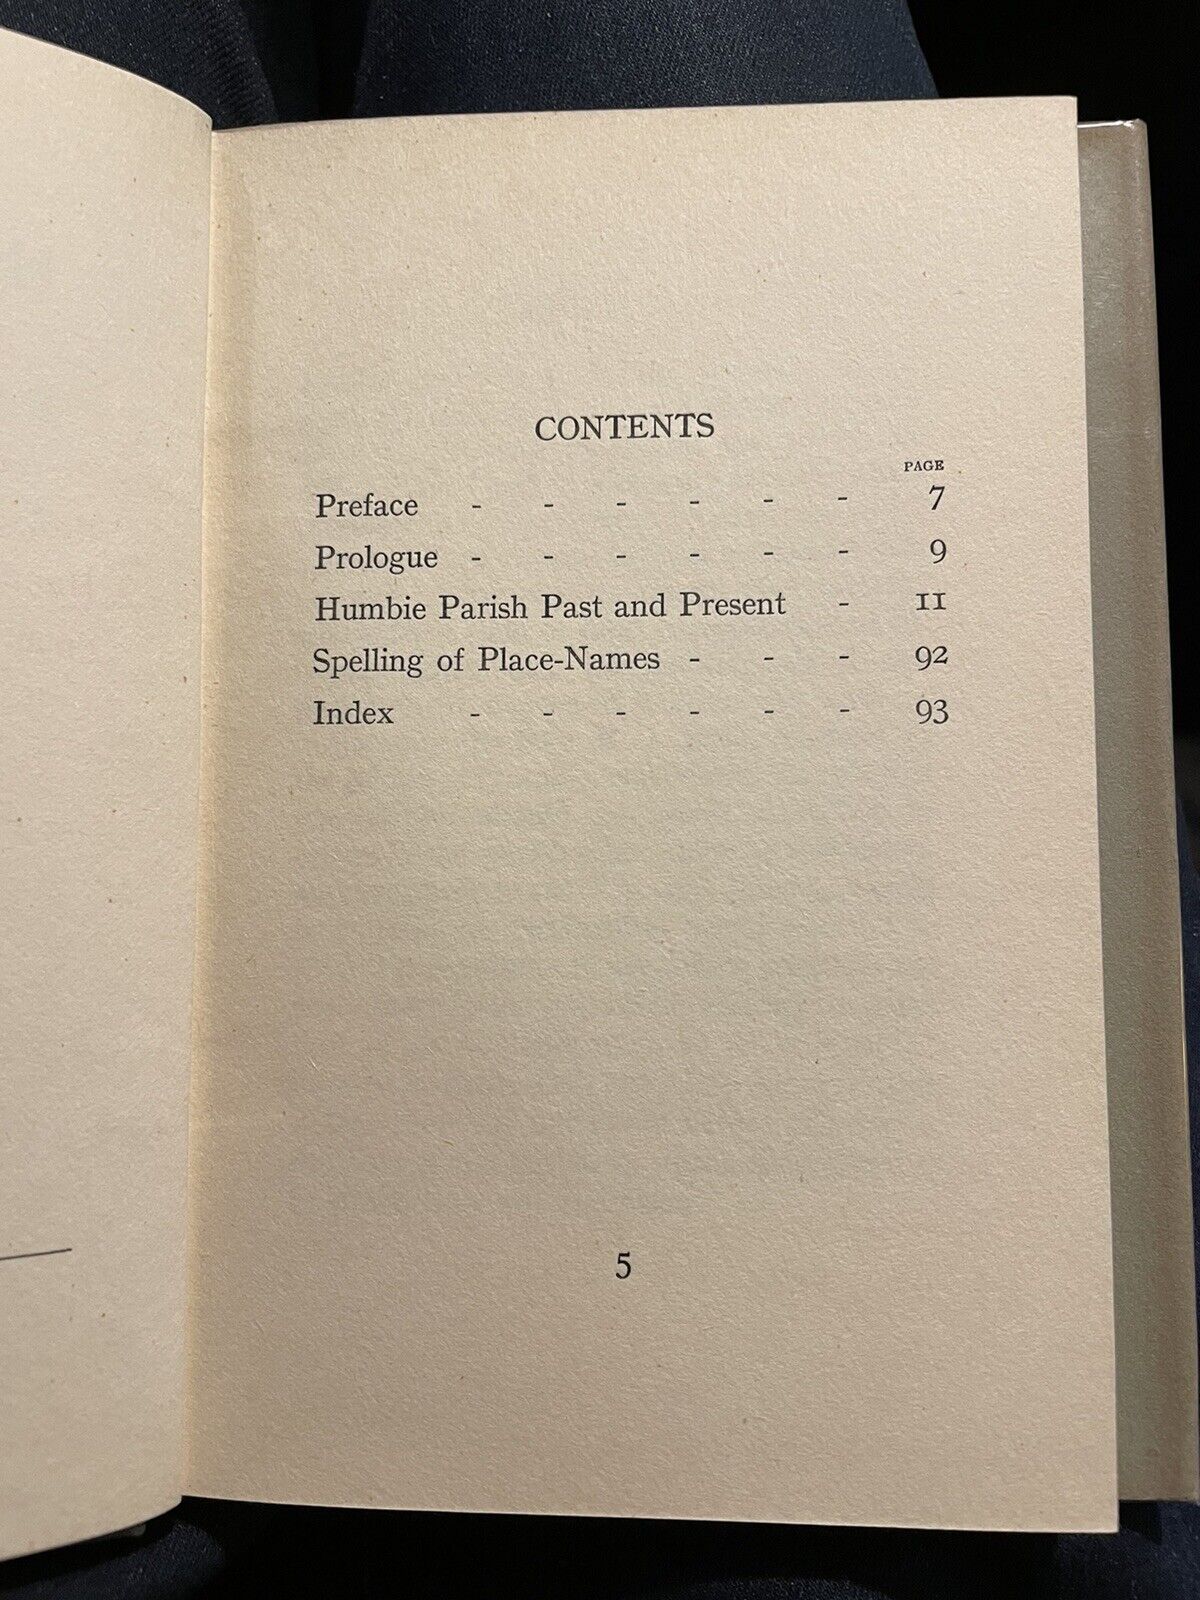 CONTENTS
PAGE
Preface - - - - - - 7
Prologue - - - - - - 9
Humbie Parish Past and Present - 11
Spelling of Place-Names - - - 92
Index - - - - - - 93
5